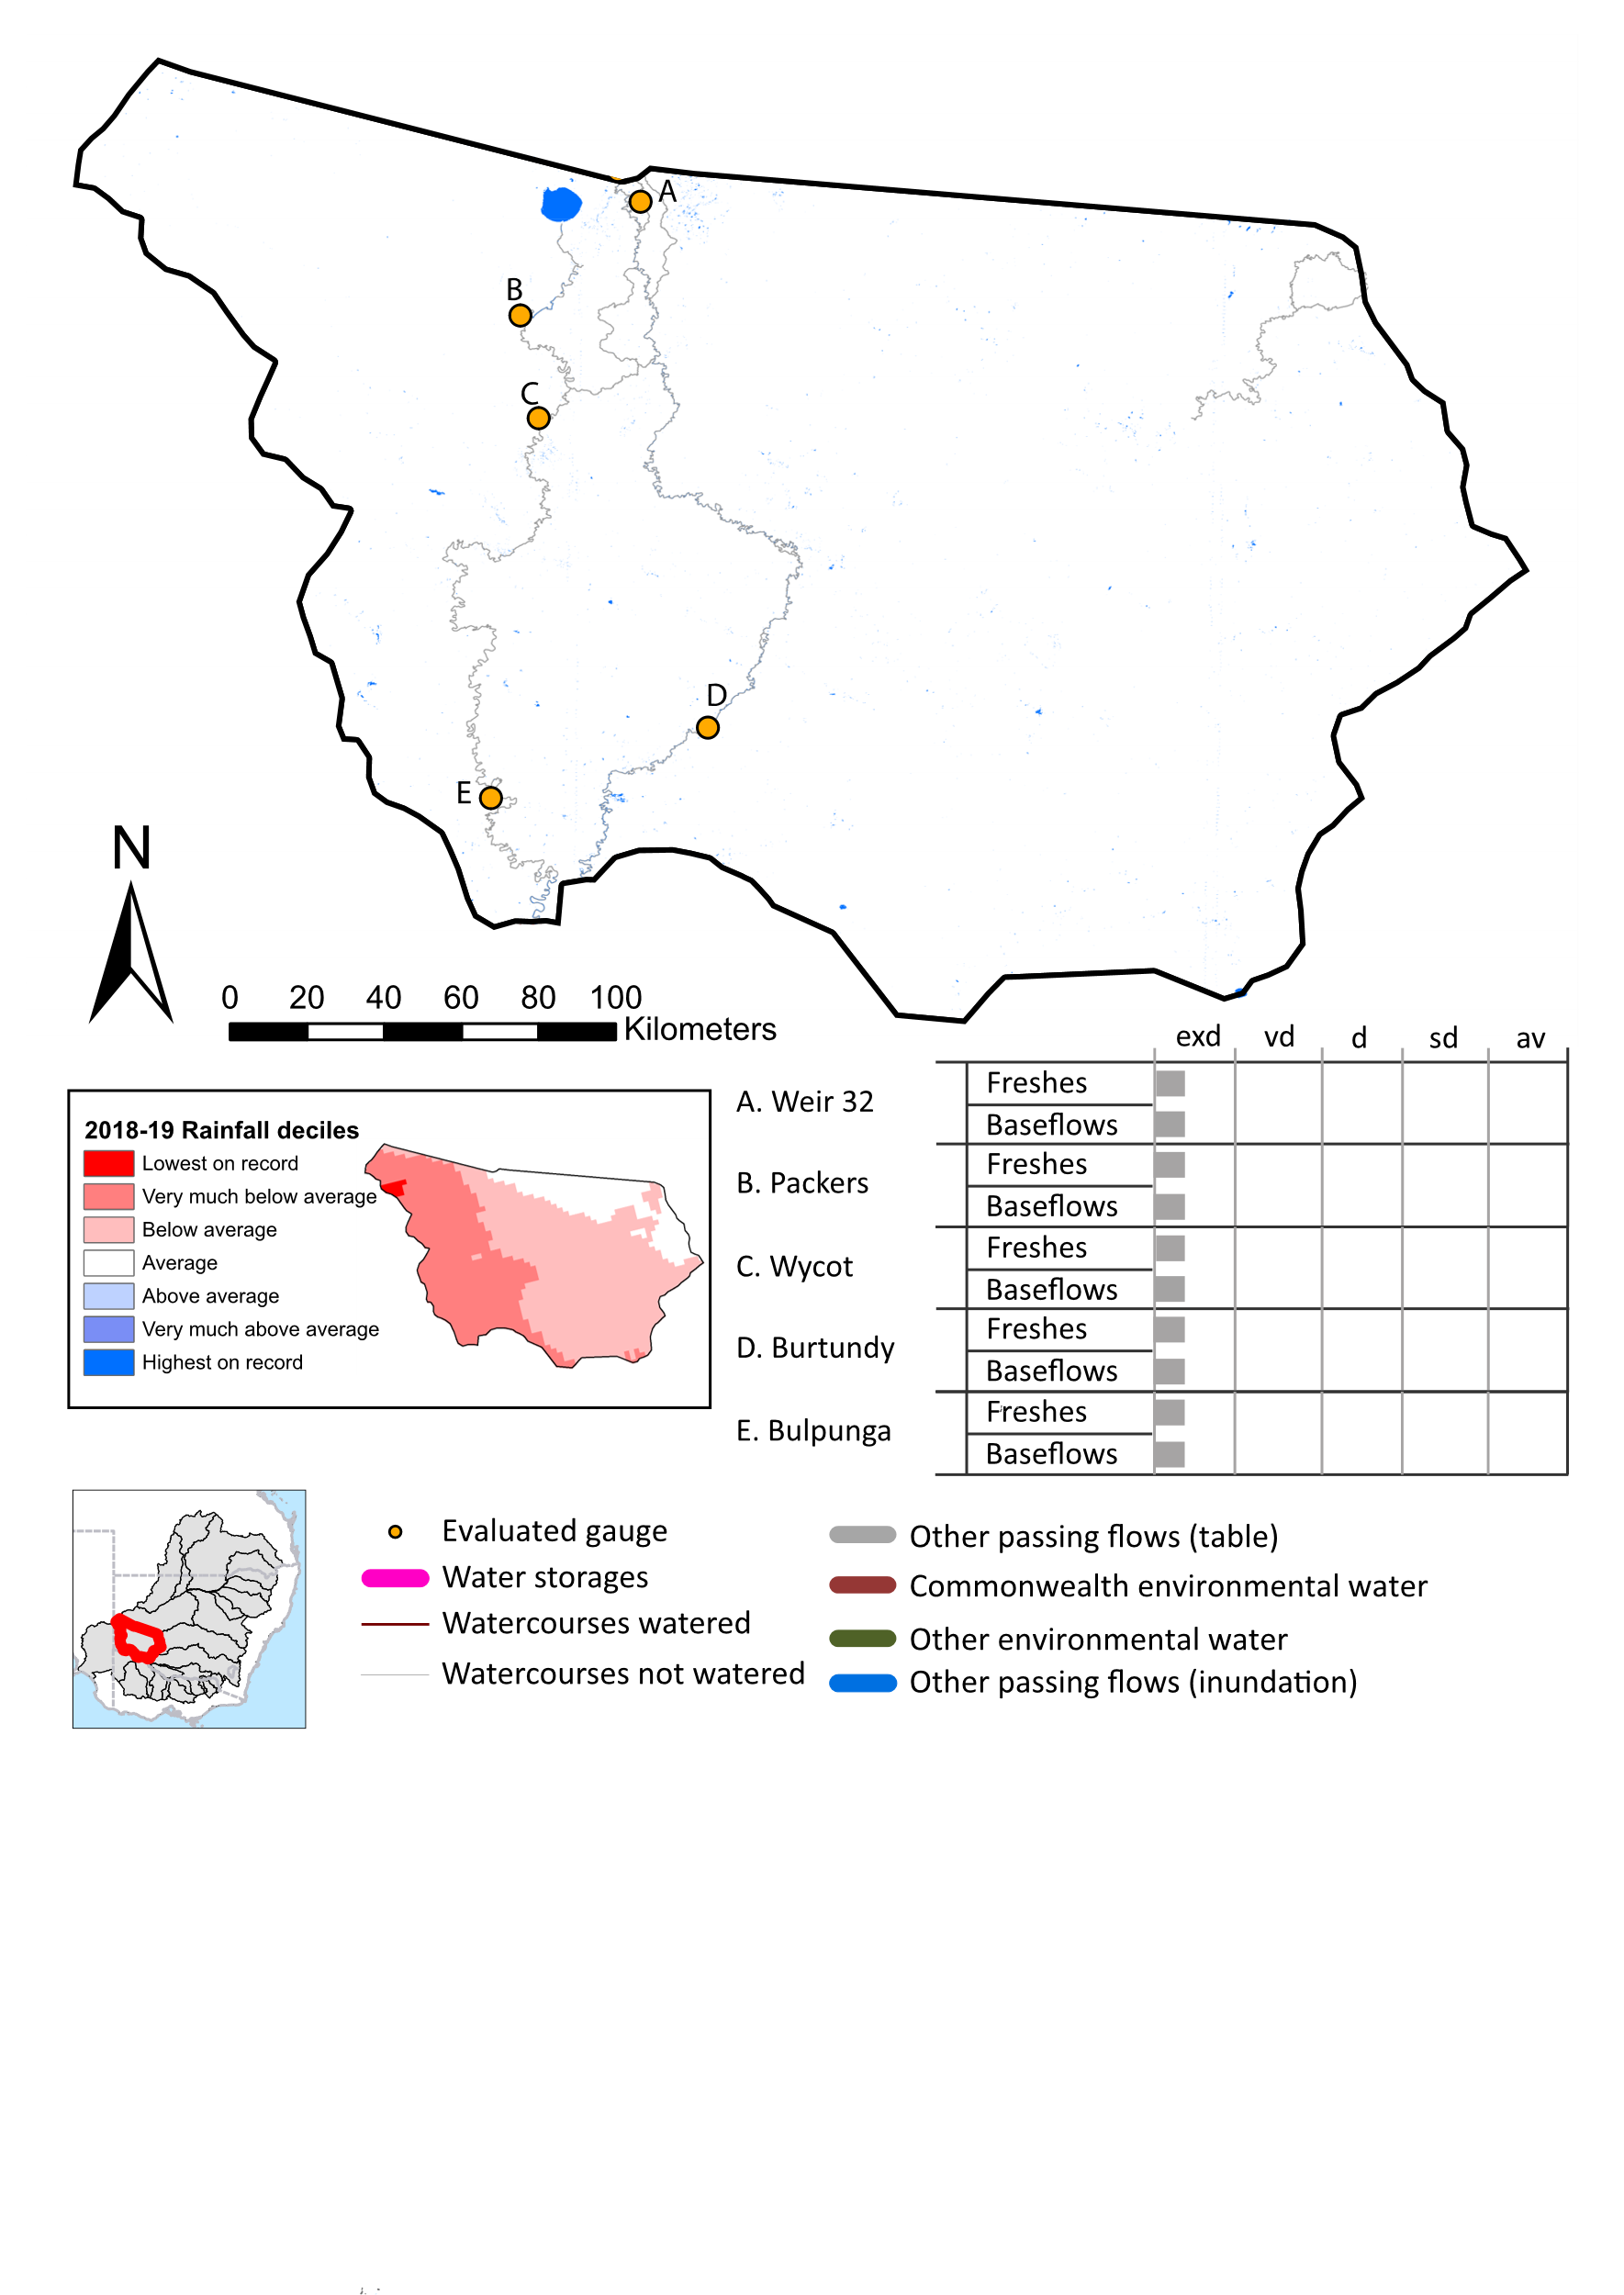 A
B
C
D
E
N
0 20 40 60 80 100
Kilometers
exd vd d sd av
A. Weir 32
Freshes
Baseflows
B. Packers
Freshes
Baseflows
C. Wycot
Freshes
Baseflows
D. Burtundy
Freshes
Baseflows
E. Bulpunga
Freshes
Baseflows
2018-19 Rainfall deciles
Lowest on record
Very much below average
Below average
Average
Above average
Very much above average
Highest on record
Evaluated gauge
Water storages
Watercourses watered
Watercourses not watered
Other passing flows (table)
Commonwealth environmental water
Other environmental water
Other passing flows (inundation)